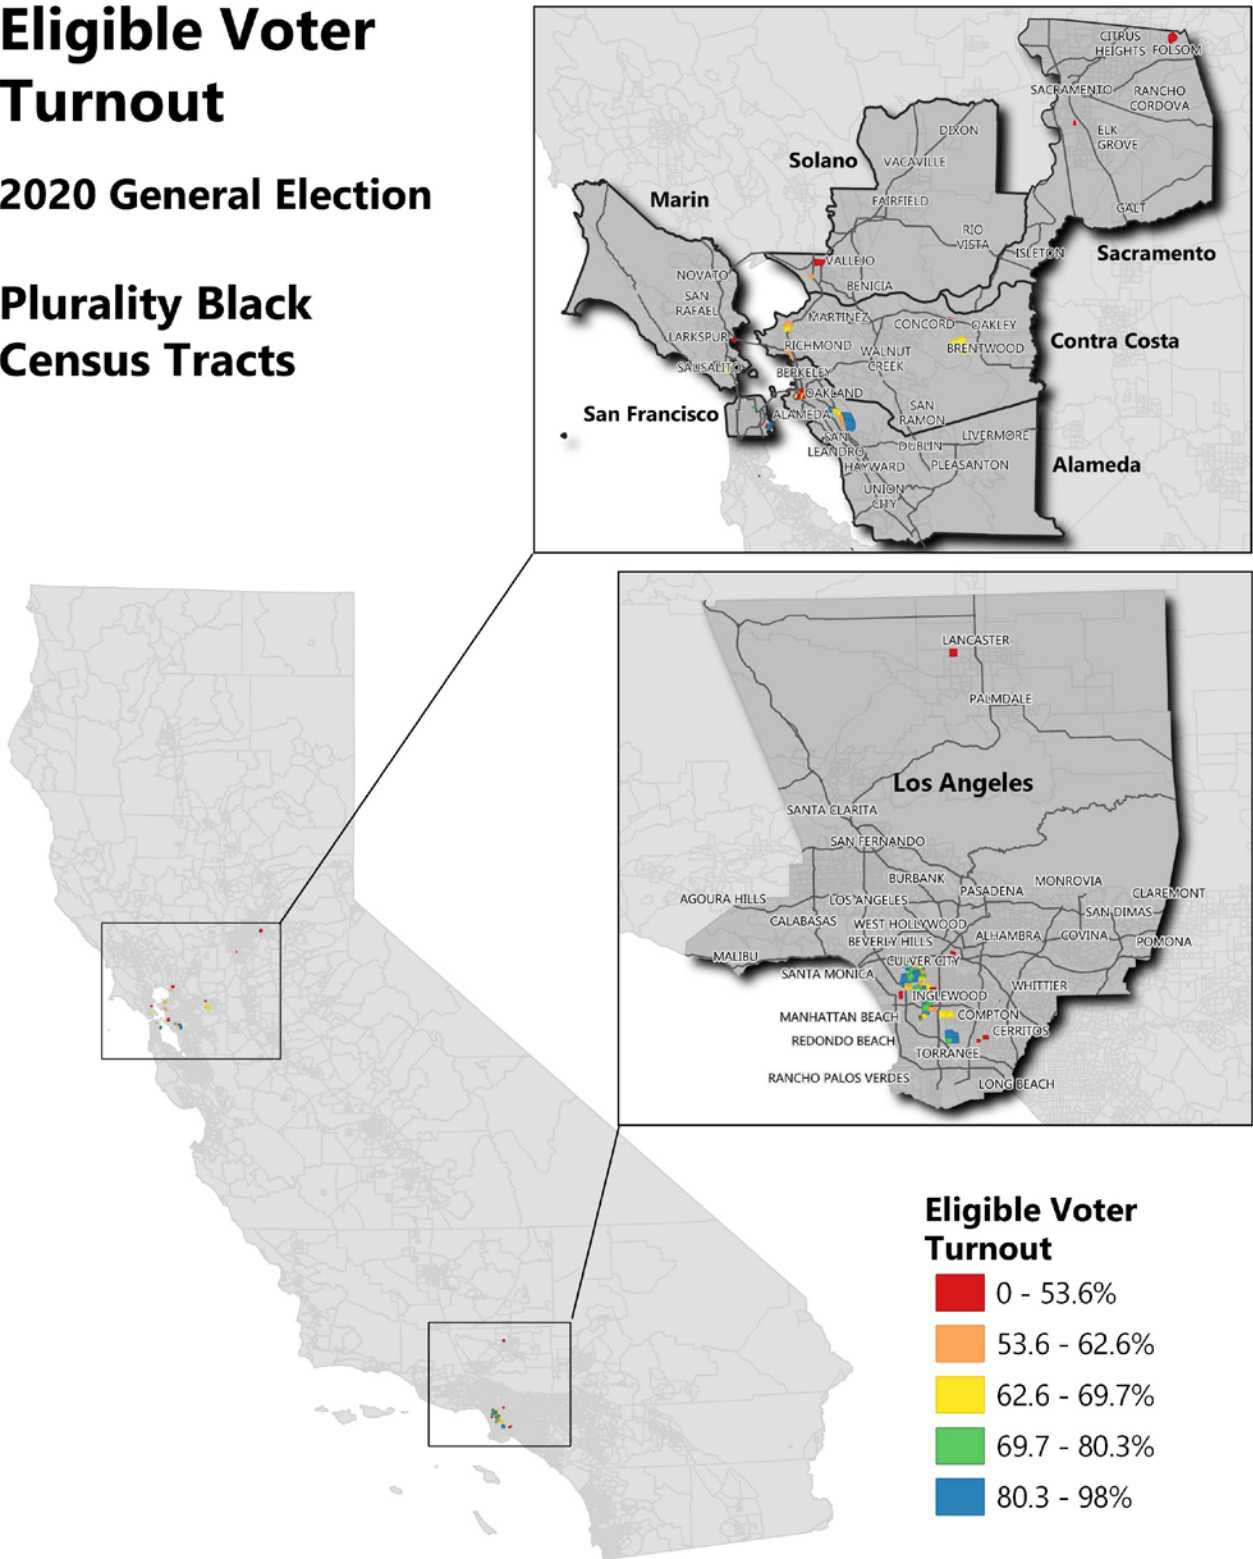 Eligible Voter
Turnout
2020 General Election
Plurality Black
Census Tracts
CITRUS
HEIGHTS
FOLSOM
SACRAMENTO
RANCHO
CORDOVA
ELK
GROVE
GALT
Sacramento
DIXON
Solano
VACAVILLE
FAIRFIELD
RIO
VISTA
ISLETON
VALLEJO
BENICIA
Marin
NOVATO
SAN
RAFAEL
LARKSPUR
SAUSALITO
MARTINEZ
CONCORD
OAKLEY
RICHMOND
WALNUT
CREEK
BRENTWOOD
Contra Costa
BERKELEY
OAKLAND
San Francisco
ALAMEDA
SAN
RAMON
SAN
LEANDRO
DUBLIN
LIVERMORE
HAYWARD
PLEASANTON
Alameda
UNION
CITY
LANCASTER
PALMDALE
Los Angeles
SANTA CLARITA
SAN FERNANDO
BURBANK
PASADENA
MONROVIA
AGOURA HILLS
LOS ANGELES
CLAREMONT
CALABASAS
WEST HOLLYWOOD
SAN DIMAS
BEVERLY HILLS
ALHAMBRA
COVINA
POMONA
MALIBU
CULVER CITY
SANTA MONICA
WHITTIER
INGLEWOOD
MANHATTAN BEACH
COMPTON
REDONDO BEACH
CERRITOS
TORRANCE
RANCHO PALOS VERDES
LONG BEACH
Eligible Voter
Turnout
0 - 53.6%
53.6 - 62.6%
62.6 - 69.7%
69.7 - 80.3%
80.3 - 98%